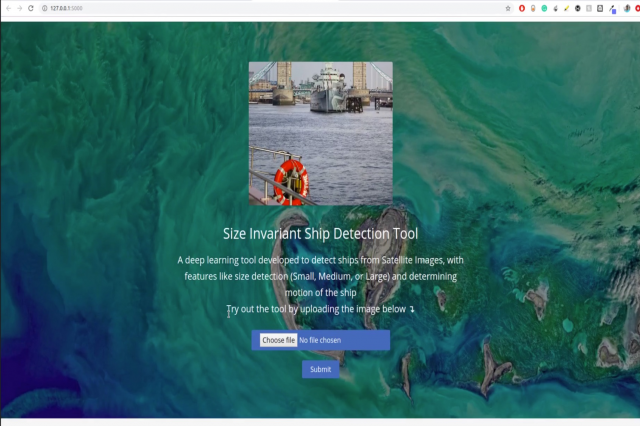 127.0.0.1:5000
Size Invariant Ship Detection Tool
A deep learning tool developed to detect ships from Satellite Images, with
features like size detection (Small, Medium, or Large) and determining
motion of the ship
Try out the tool by uploading the image below ↴
Choose file No file chosen
Submit